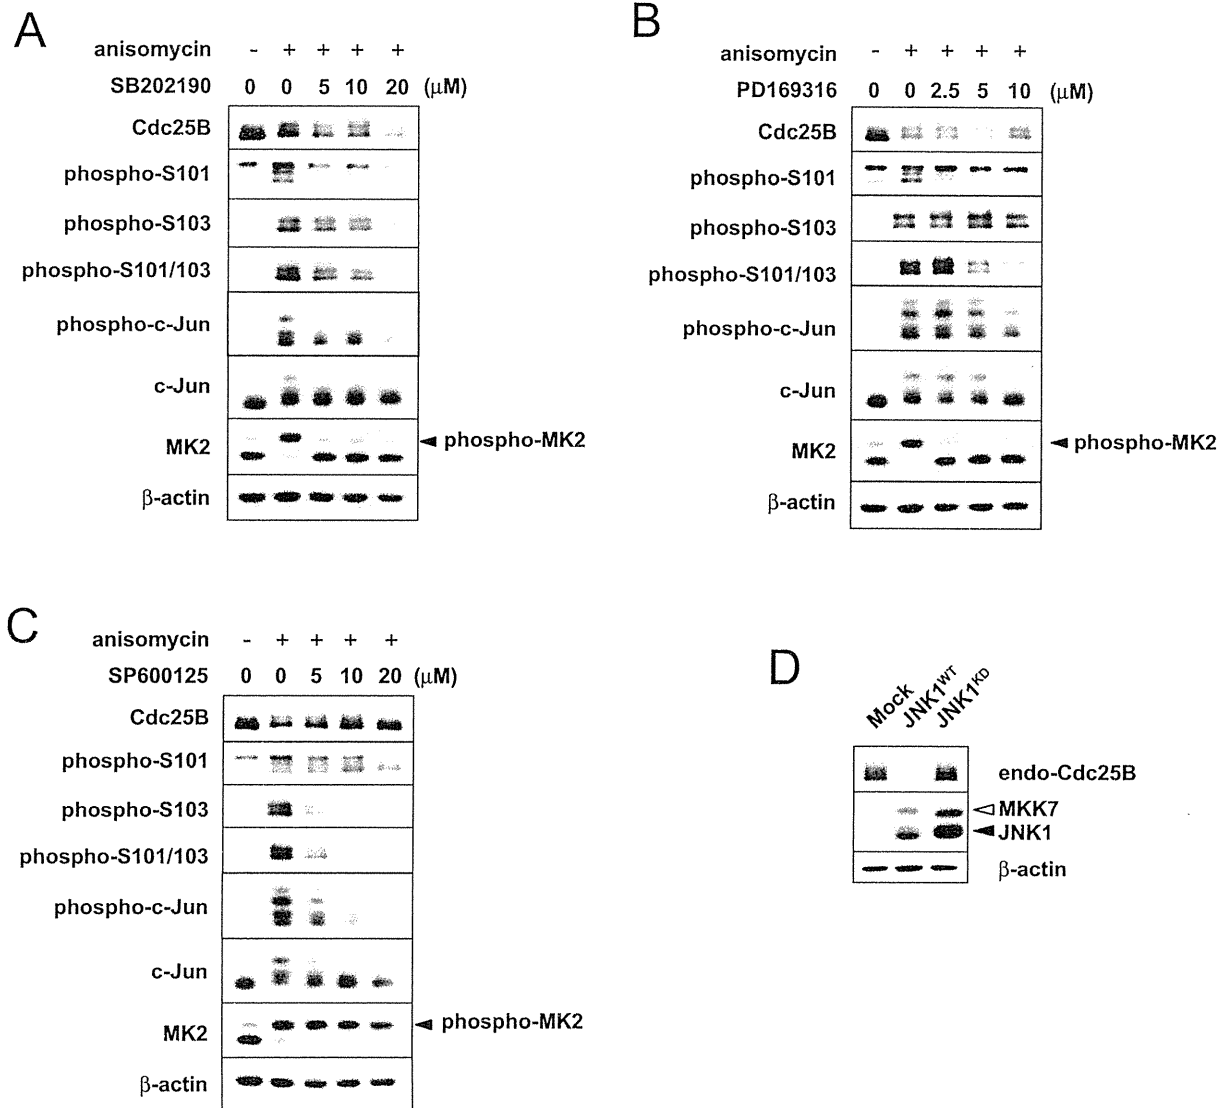 A
anisomycin - + + + +
SB202190 0 0 5 10 20 (μM)
Cdc25B
phospho-S101
phospho-S103
phospho-S101/103
phospho-c-Jun
c-Jun
MK2
phospho-MK2
β-actin
B
anisomycin - + + + +
PD169316 0 0 2.5 5 10 (μM)
Cdc25B
phospho-S101
phospho-S103
phospho-S101/103
phospho-c-Jun
c-Jun
MK2
phospho-MK2
β-actin
C
anisomycin - + + + +
SP600125 0 0 5 10 20 (μM)
Cdc25B
phospho-S101
phospho-S103
phospho-S101/103
phospho-c-Jun
c-Jun
MK2
phospho-MK2
β-actin
D
Mock JNK1WT JNK1KD
endo-Cdc25B
MKK7
JNK1
β-actin